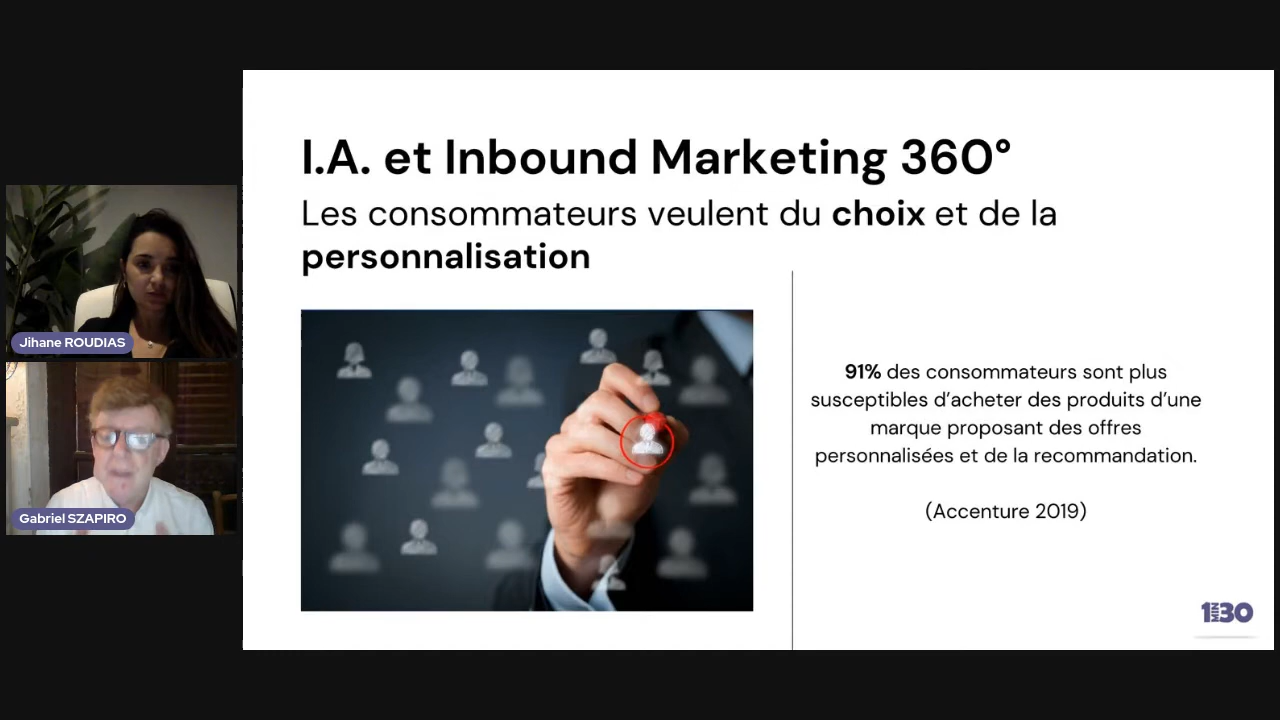 I.A. et Inbound Marketing 360°
Les consommateurs veulent du choix et de la
personnalisation
Jihane ROUDIAS
Gabriel SZAPIRO
91% des consommateurs sont plus
susceptibles d’acheter des produits d’une
marque proposant des offres
personnalisées et de la recommandation.
(Accenture 2019)
1MIN30